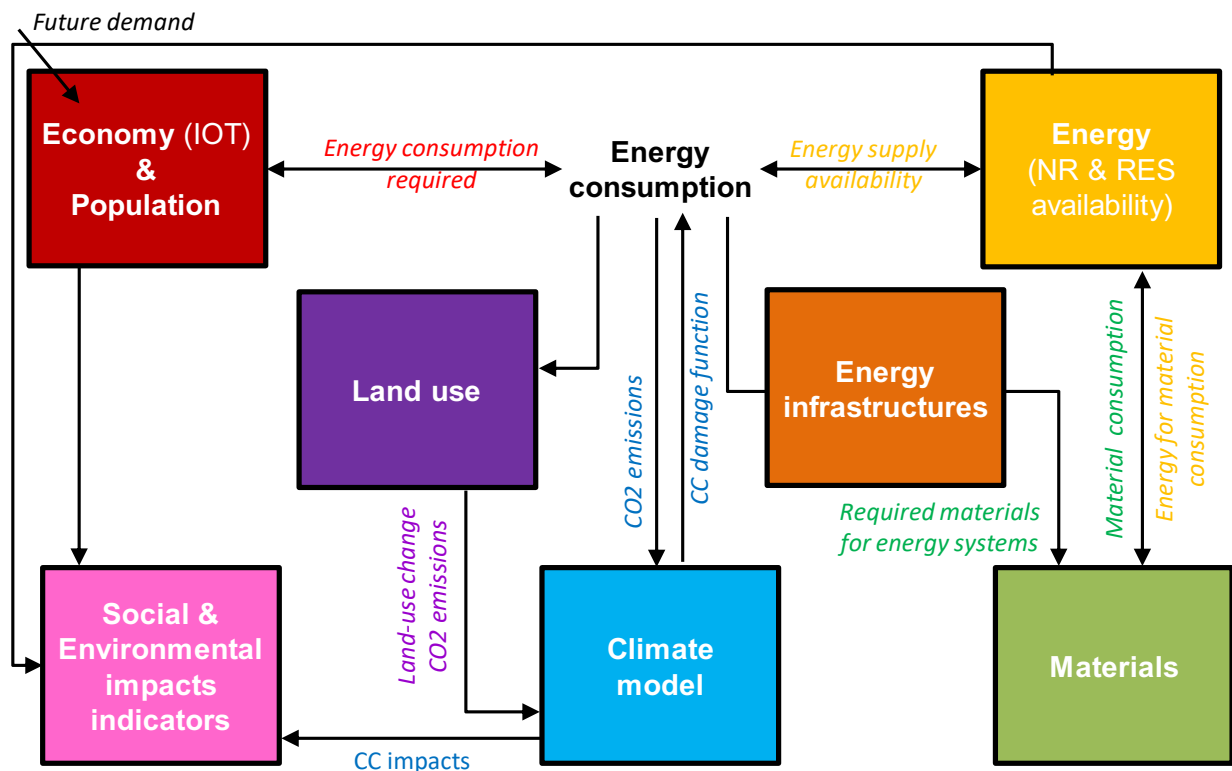 Future demand
Economy (IOT)
&
Population
Energy consumption
required
Energy
consumption
Energy supply
availability
Energy
(NR & RES
availability)
Land use
CO2 emissions
CC damage function
Energy
infrastructures
Material  consumption
Energy for material
consumption
Required materials
for energy systems
Land-use change
CO2 emissions
Social &
Environmental
impacts
indicators
Climate
model
Materials
CC impacts